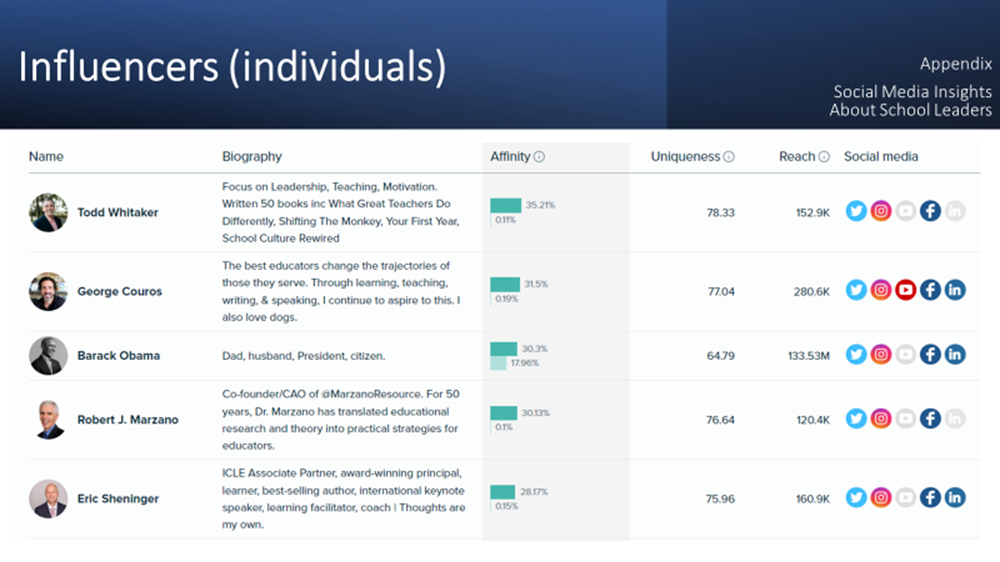 Influencers (individuals)
Appendix
Social Media Insights
About School Leaders
Name Biography Affinity Uniqueness Reach Social media
Todd Whitaker
Focus on Leadership, Teaching, Motivation.
Written 50 books inc What Great Teachers Do
Differently, Shifting The Monkey, Your First Year,
School Culture Rewired
35.21%
0.11%
78.33
152.9K
George Couros
The best educators change the trajectories of
those they serve. Through learning, teaching,
writing, & speaking, I continue to aspire to this. I
also love dogs.
31.5%
0.19%
77.04
280.6K
Barack Obama
Dad, husband, President, citizen.
30.3%
17.96%
64.79
133.53M
Robert J. Marzano
Co-founder/CAO of @MarzanoResource. For 50
years, Dr. Marzano has translated educational
research and theory into practical strategies for
educators.
30.13%
0.1%
76.64
120.4K
Eric Sheninger
ICLE Associate Partner, award-winning principal,
learner, best-selling author, international keynote
speaker, learning facilitator, coach | Thoughts are
my own.
28.17%
0.15%
75.96
160.9K